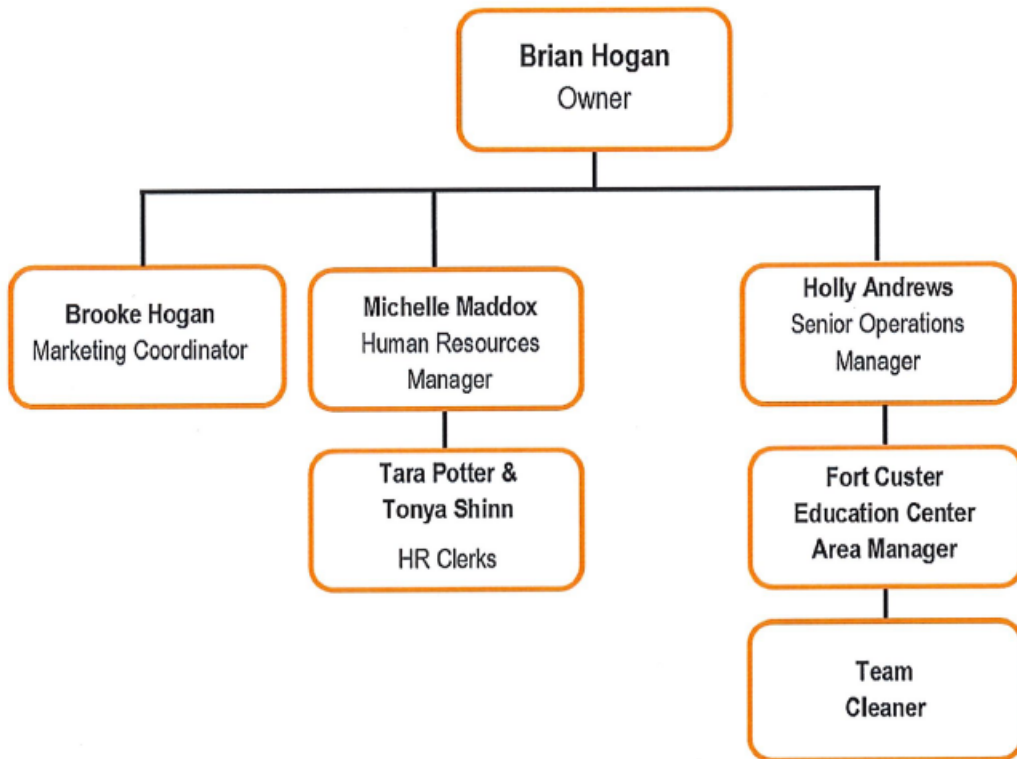 Brian Hogan
Owner
Brooke Hogan
Marketing Coordinator
Michelle Maddox
Human Resources
Manager
Tara Potter &
Tonya Shinn
HR Clerks
Holly Andrews
Senior Operations
Manager
Fort Custer
Education Center
Area Manager
Team
Cleaner